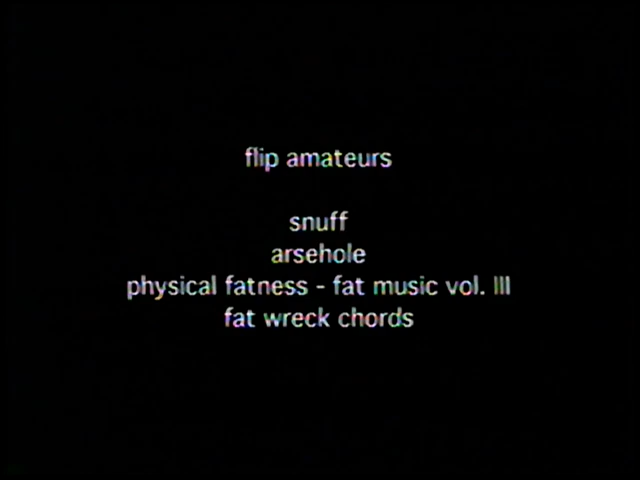 flip amateurs
snuff
arsehole
physical fatness - fat music vol. III
fat wreck chords